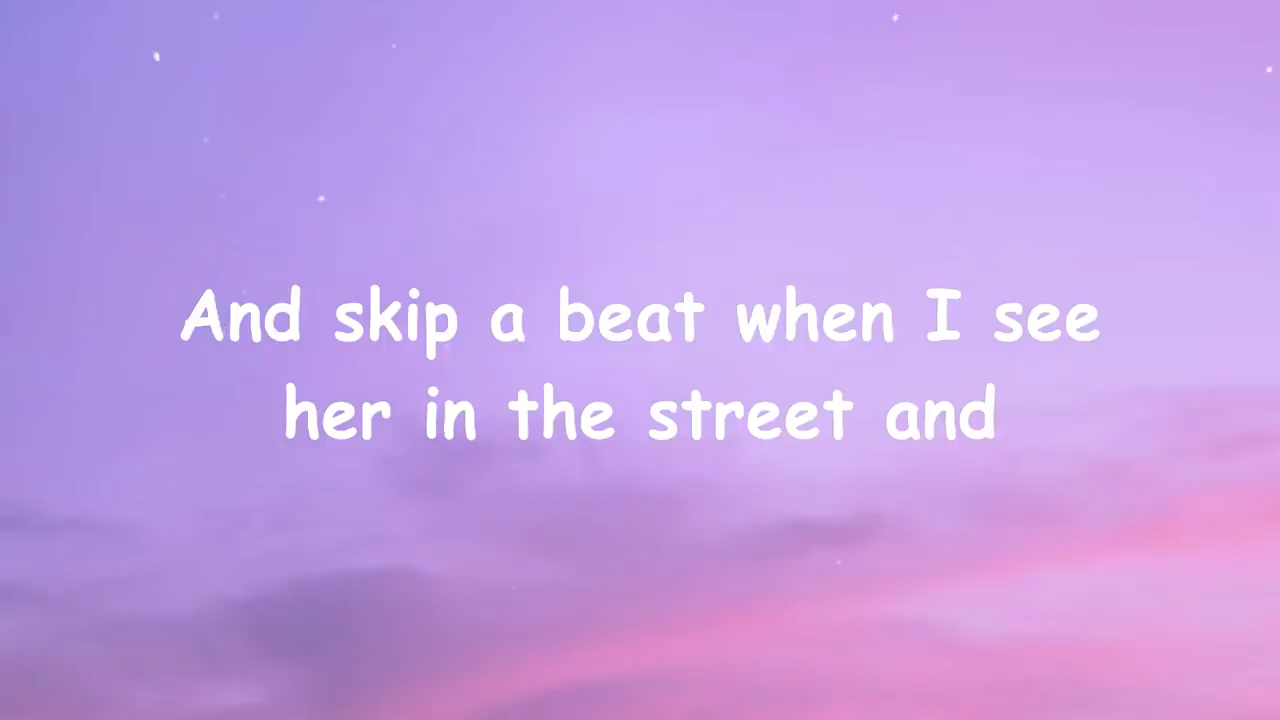 And skip a beat when I see
her in the street and